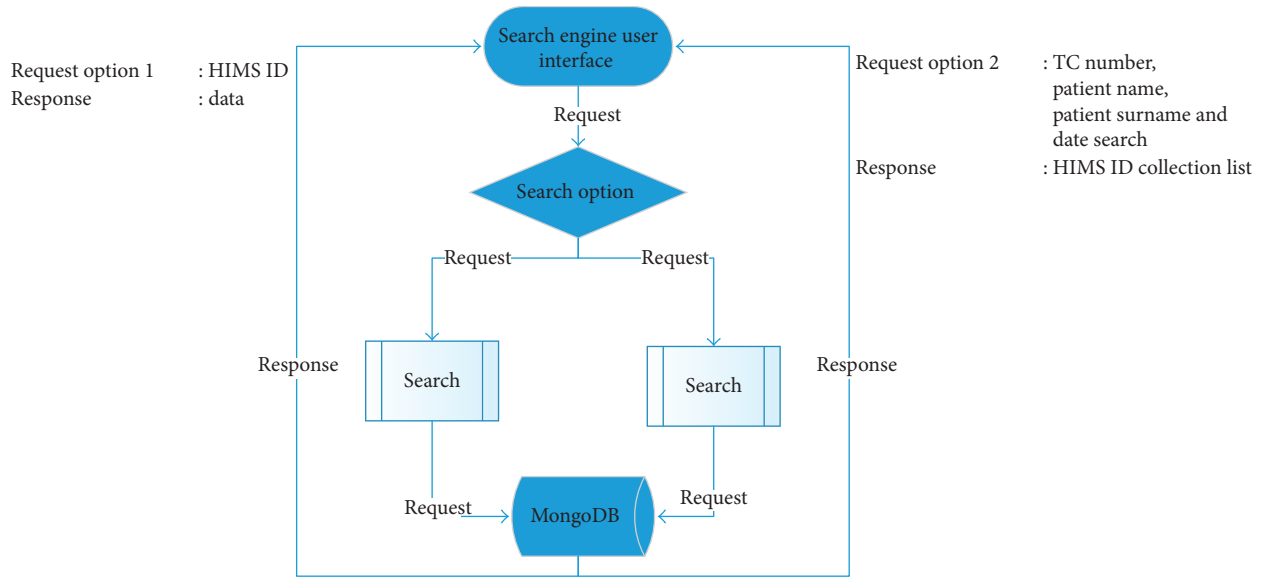 Search engine user
interface
Request option 1 : HIMS ID
Response : data
Request option 2 : TC number,
patient name,
patient surname and
date search
Response : HIMS ID collection list
Request
Search option
Request
Request
Response
Search
Search
Response
Request
MongoDB
Request